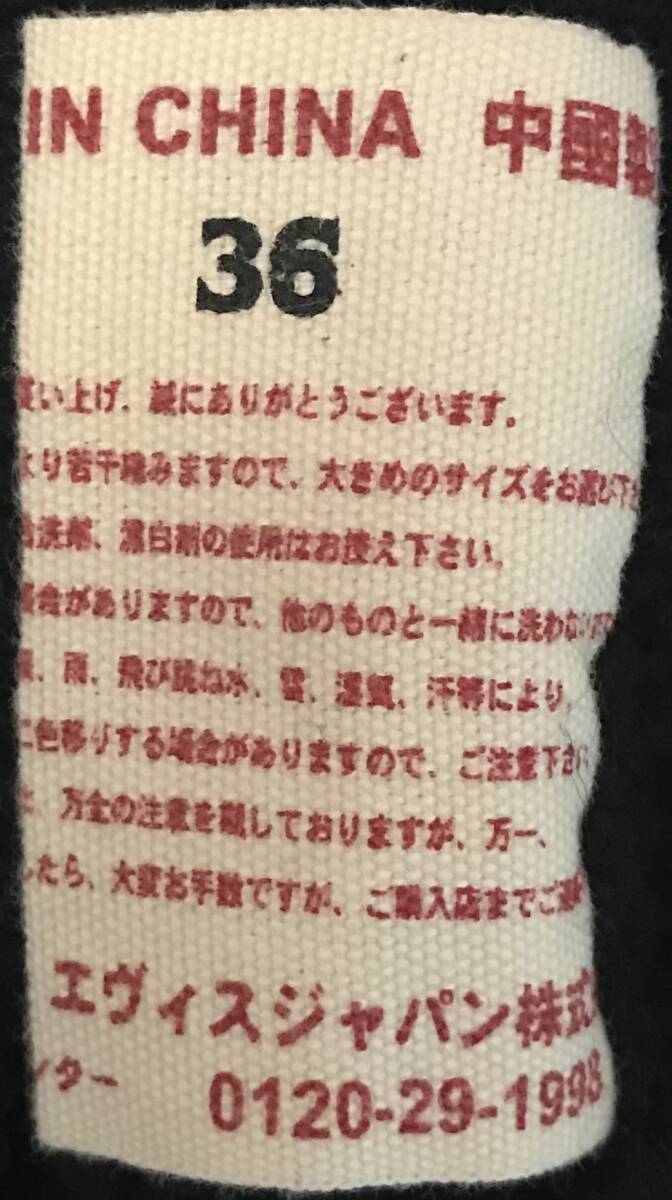 IN CHINA 中國製
36
買い上げ、誠にありがとうございます。
より若干縮みますので、大きめのサイズをお選び下
洗剤、漂白剤の使用はお控え下さい。
場合がありますので、他のものと一緒に洗わない
、雨、飛び跳ね水、雪、湿気、汗等により、
に色移りする場合がありますので、ご注意下さい
万全の注意を期しておりますが、万一、
したら、大変お手数ですが、ご購入店までご連絡
エヴィスジャパン株式
ンター 0120-29-1998